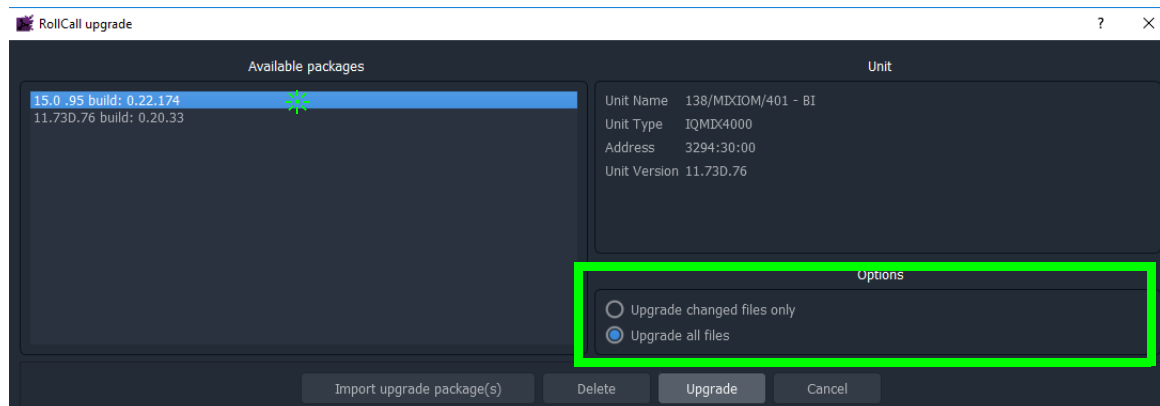 RollCall upgrade
Available packages
15.0 .95 build: 0.22.174
11.73D.76 build: 0.20.33
Unit
Unit Name 138/MIXIOM/401 - BI
Unit Type IQMIX4000
Address 3294:30:00
Unit Version 11.73D.76
Options
Upgrade changed files only
Upgrade all files
Import upgrade package(s) Delete Upgrade Cancel